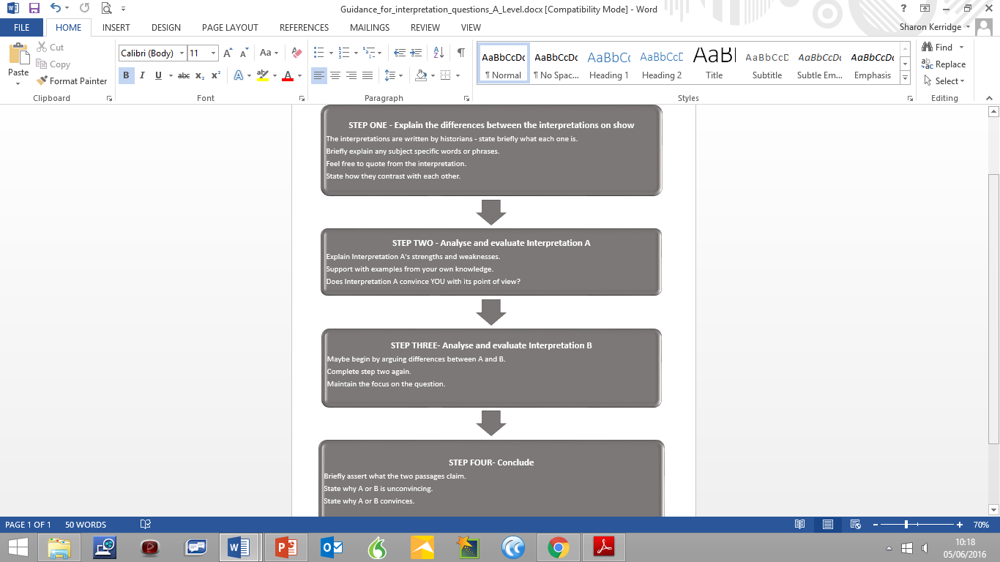 Guidance_for_interpretation_questions_A_Level.docx [Compatibility Mode] - Word
?
FILE HOME INSERT DESIGN PAGE LAYOUT REFERENCES MAILINGS REVIEW VIEW
Sharon Kerridge
Paste
Cut
Copy
Format Painter
Clipboard
Calibri (Body) 11
B I U abc x₂ x²
Font
Paragraph
AaBbCcDc AaBbCcDc AaBbCc AaBbCcD AaBl AaBbCcD AaBbCcDc AaBbCcDc
¶ Normal ¶ No Spac... Heading 1 Heading 2 Title Subtitle Subtle Em... Emphasis
Styles
Find
Replace
Select
Editing
STEP ONE - Explain the differences between the interpretations on show
The interpretations are written by historians - state briefly what each one is.
Briefly explain any subject specific words or phrases.
Feel free to quote from the interpretation.
State how they contrast with each other.
STEP TWO - Analyse and evaluate Interpretation A
Explain Interpretation A's strengths and weaknesses.
Support with examples from your own knowledge.
Does Interpretation A convince YOU with its point of view?
STEP THREE- Analyse and evaluate Interpretation B
Maybe begin by arguing differences between A and B.
Complete step two again.
Maintain the focus on the question.
STEP FOUR- Conclude
Briefly assert what the two passages claim.
State why A or B is unconvincing.
State why A or B convinces.
PAGE 1 OF 1 50 WORDS
70%
10:18
05/06/2016